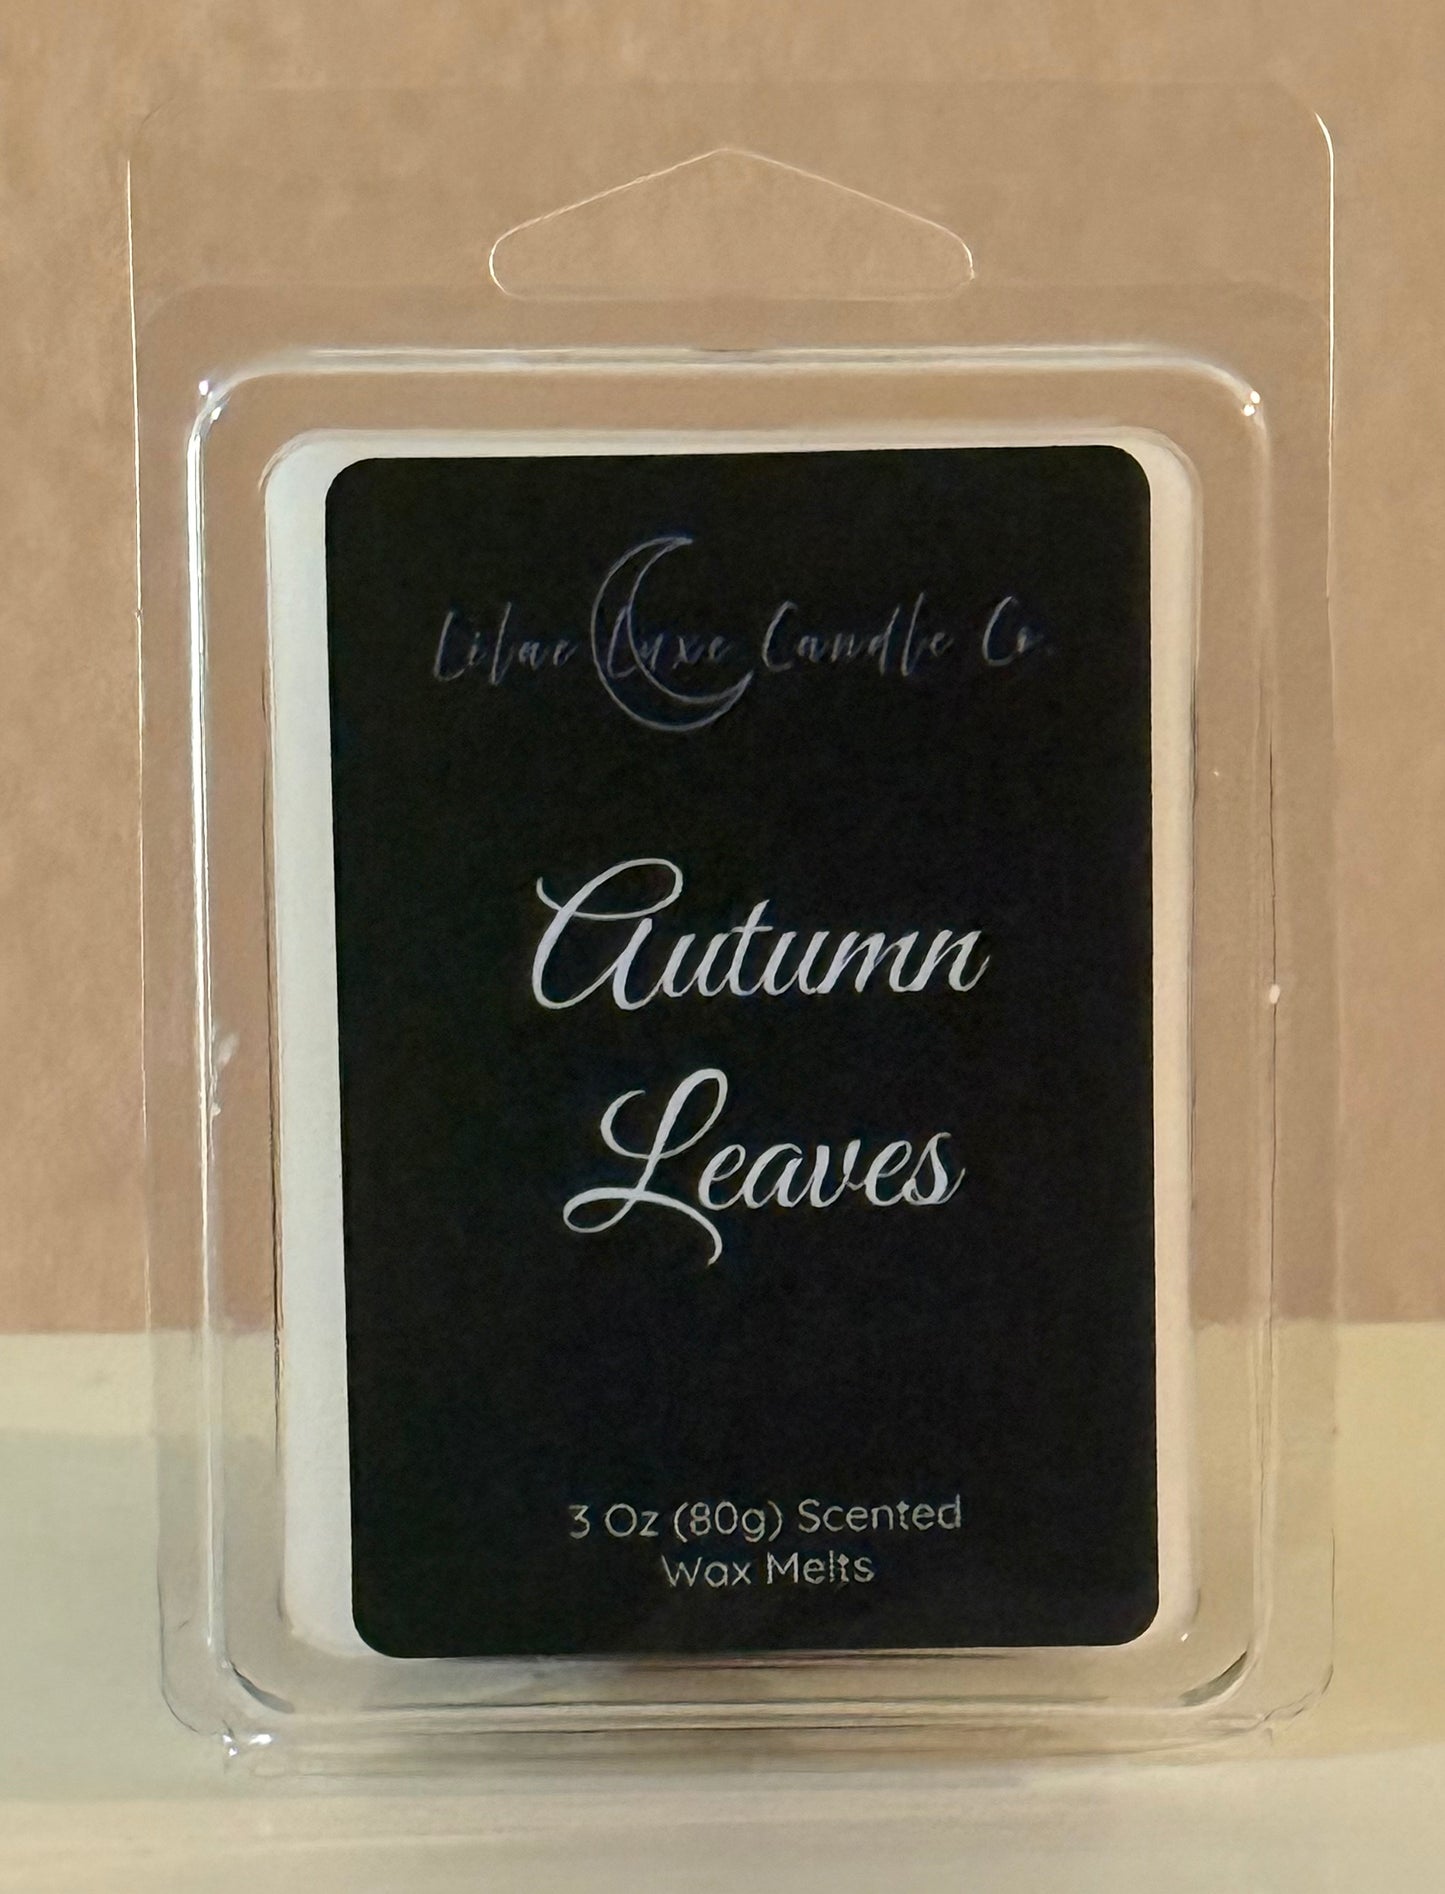 Lilac Luxe Candle Co.
Autumn
Leaves
3 Oz (80g) Scented
Wax Melts